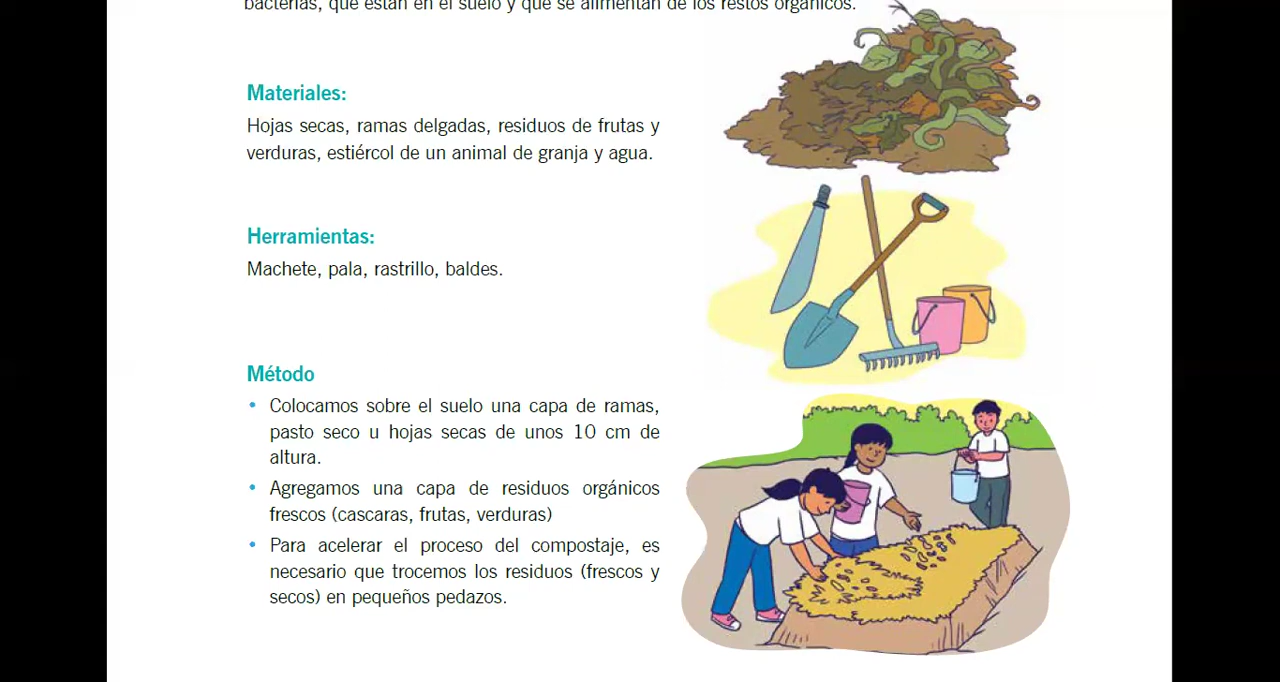 bacterias, que están en el suelo y que se alimentan de los restos orgánicos.
Materiales:
Hojas secas, ramas delgadas, residuos de frutas y
verduras, estiércol de un animal de granja y agua.
Herramientas:
Machete, pala, rastrillo, baldes.
Método
• Colocamos sobre el suelo una capa de ramas,
pasto seco u hojas secas de unos 10 cm de
altura.
• Agregamos una capa de residuos orgánicos
frescos (cascaras, frutas, verduras)
• Para acelerar el proceso del compostaje, es
necesario que trocemos los residuos (frescos y
secos) en pequeños pedazos.